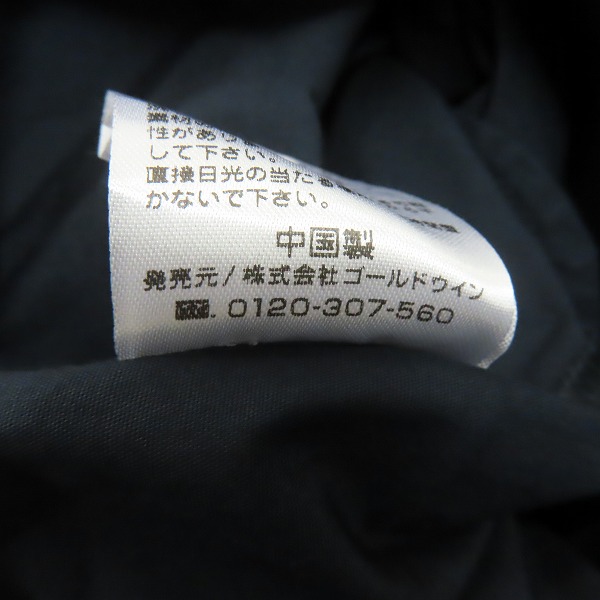 性があり
して下さい。
直接日光の当たる
かないで下さい。
中国製
発売元/株式会社ゴールドウイン
TEL. 0120-307-560